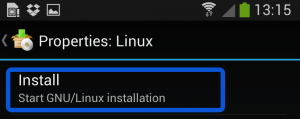 13:15
Properties: Linux
Install
Start GNU/Linux installation